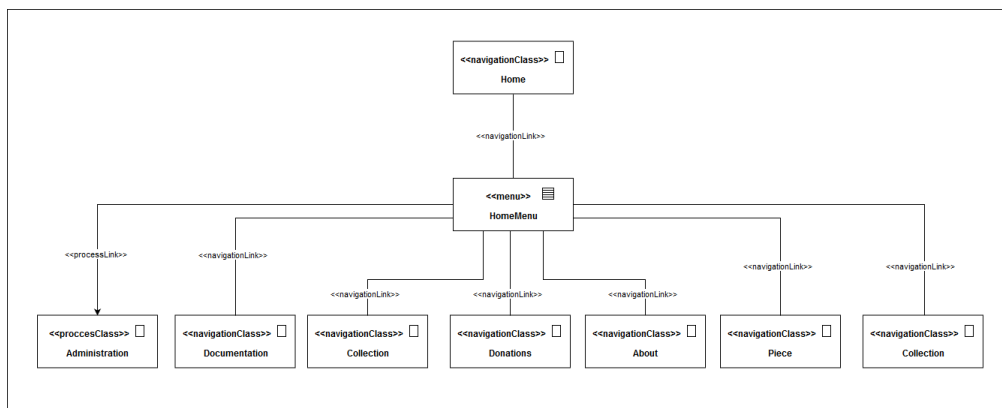 <<navigationClass>>
Home
<<navigationLink>>
<<menu>>
HomeMenu
<<processLink>>
<<navigationLink>>
<<navigationLink>>
<<navigationLink>>
<<navigationLink>>
<<navigationLink>>
<<navigationLink>>
<<proccesClass>>
Administration
<<navigationClass>>
Documentation
<<navigationClass>>
Collection
<<navigationClass>>
Donations
<<navigationClass>>
About
<<navigationClass>>
Piece
<<navigationClass>>
Collection